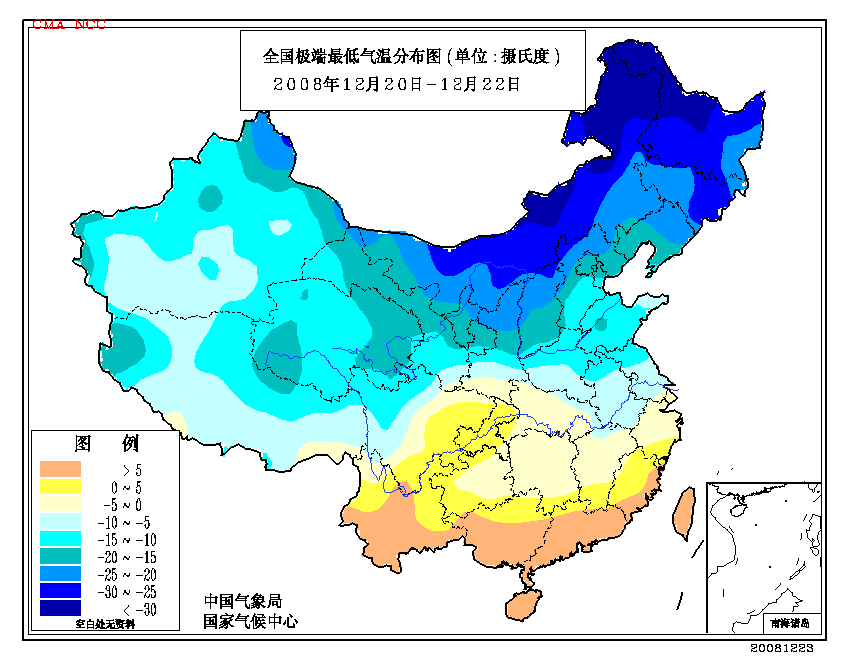 CMA NCC
全国极端最低气温分布图(单位:摄氏度)
2008年12月20日-12月22日
图 例
> 5
0 ~ 5
-5 ~ 0
-10 ~ -5
-15 ~ -10
-20 ~ -15
-25 ~ -20
-30 ~ -25
< -30
空白处无资料
中国气象局
国家气候中心
南海诸岛
20081223